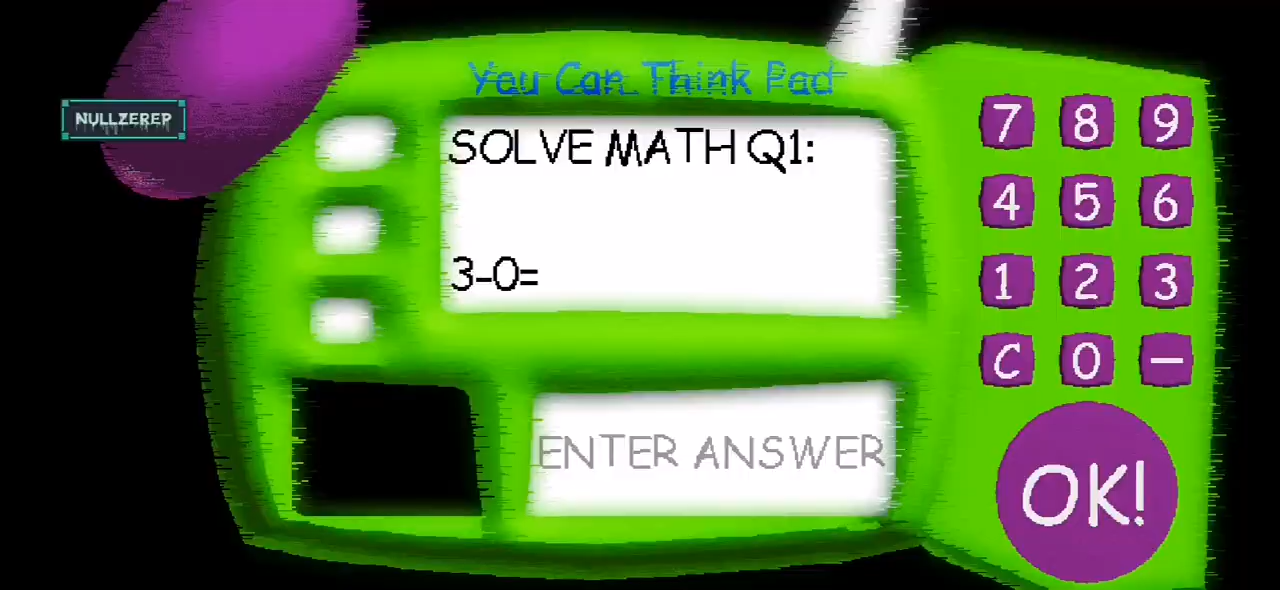 You Can Think Pad
NULLZEREP
SOLVE MATH Q1:
3-0=
ENTER ANSWER
7 8 9
4 5 6
1 2 3
C 0 -
OK!